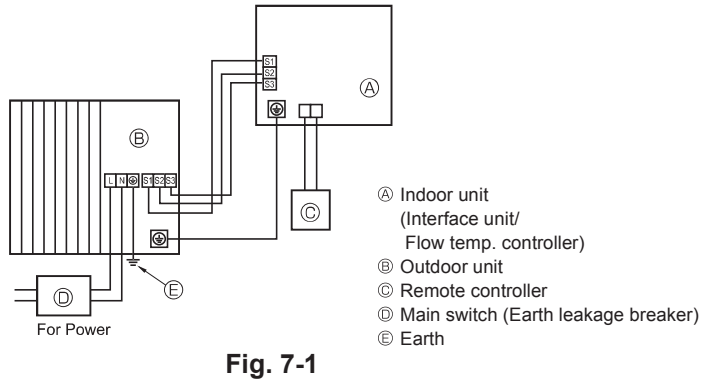 S1
S2
S3
Ⓐ
Ⓑ
L N S1 S2 S3
Ⓒ
Ⓓ
Ⓔ
For Power
Ⓐ Indoor unit
(Interface unit/
Flow temp. controller)
Ⓑ Outdoor unit
Ⓒ Remote controller
Ⓓ Main switch (Earth leakage breaker)
Ⓔ Earth
Fig. 7-1